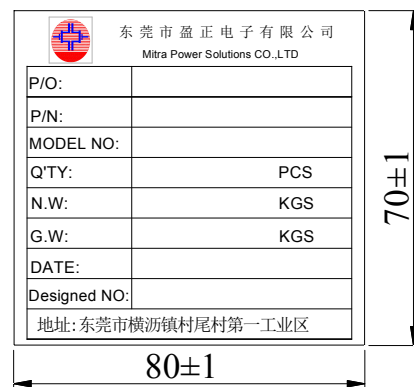 东莞市盈正电子有限公司
Mitra Power Solutions CO.,LTD
P/O:
P/N:
MODEL NO:
Q'TY: PCS
N.W: KGS
G.W: KGS
DATE:
Designed NO:
地址:东莞市横沥镇村尾村第一工业区
70±1
80±1